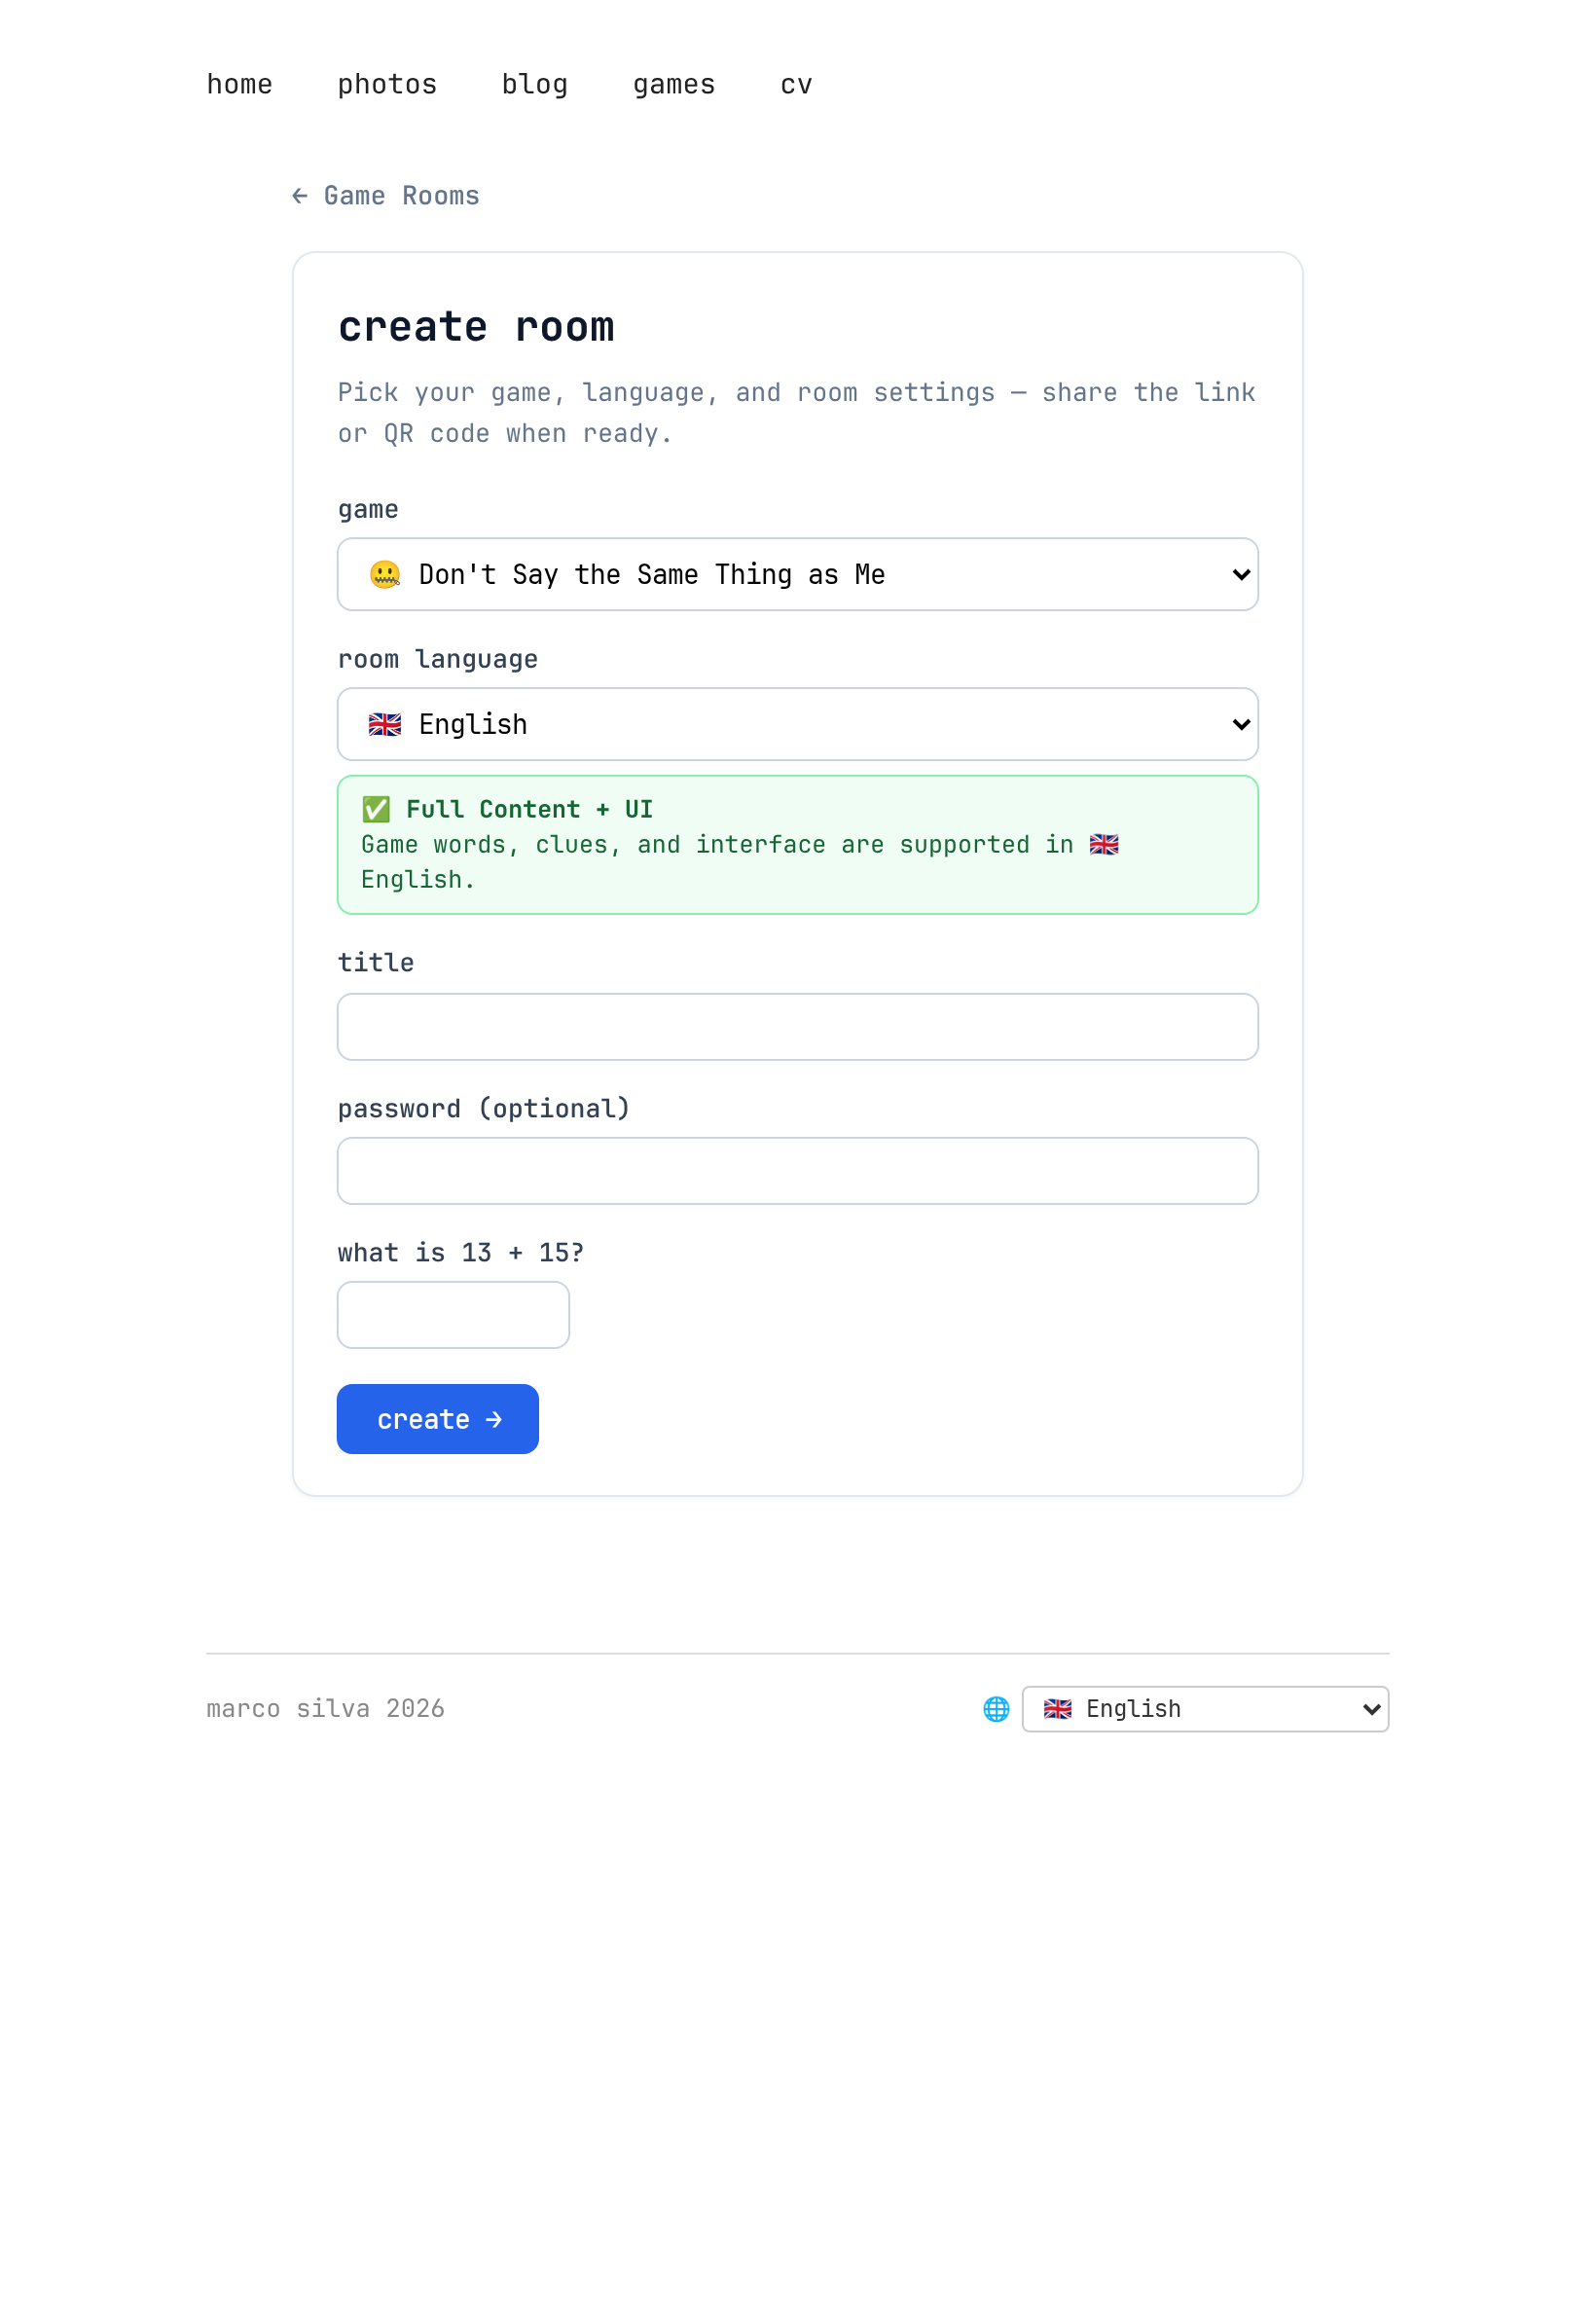 home photos blog games cv
← Game Rooms
create room
Pick your game, language, and room settings — share the link
or QR code when ready.
game
🤐 Don't Say the Same Thing as Me
room language
🇬🇧 English
✅ Full Content + UI
Game words, clues, and interface are supported in 🇬🇧
English.
title
password (optional)
what is 13 + 15?
create →
marco silva 2026
🌐 🇬🇧 English